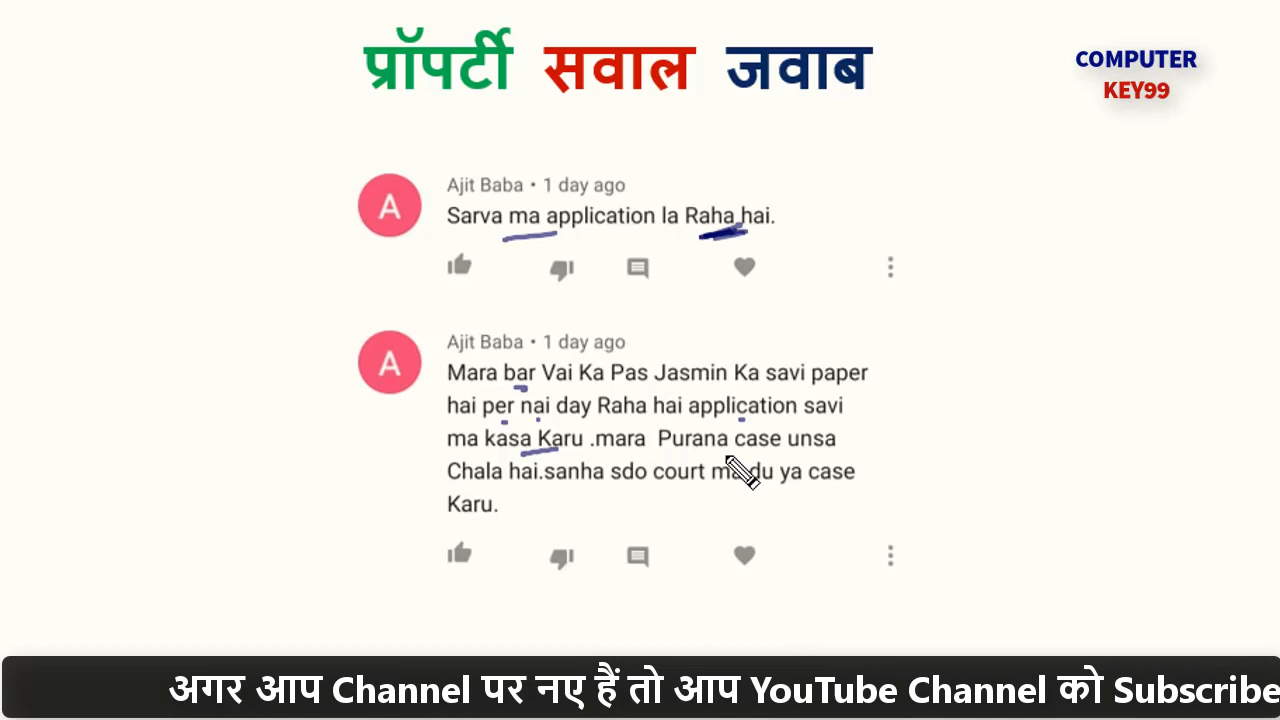 प्रॉपर्टी सवाल जवाब
COMPUTER
KEY99
A
Ajit Baba • 1 day ago
Sarva ma application la Raha hai.
A
Ajit Baba • 1 day ago
Mara bar Vai Ka Pas Jasmin Ka savi paper
hai per nai day Raha hai application savi
ma kasa Karu .mara Purana case unsa
Chala hai.sanha sdo court ma du ya case
Karu.
अगर आप Channel पर नए हैं तो आप YouTube Channel को Subscribe